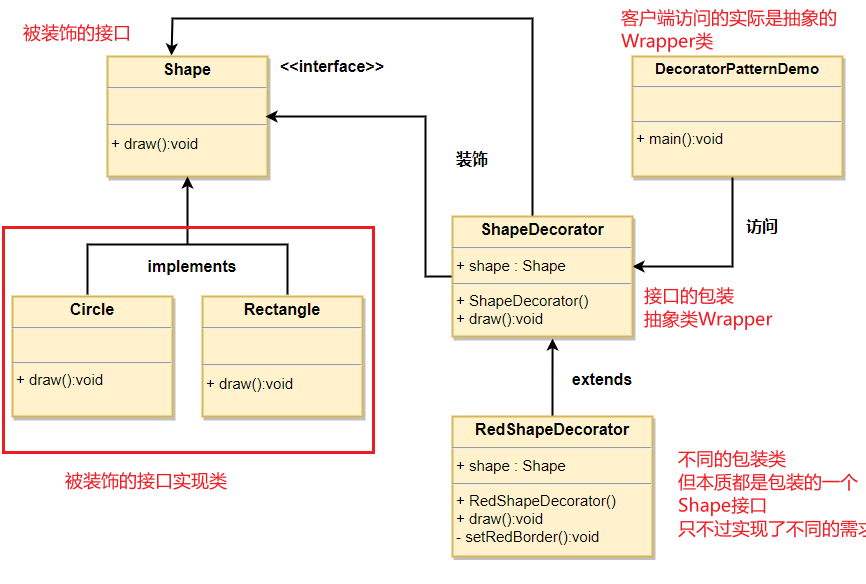 被装饰的接口
客户端访问的实际是抽象的
Wrapper类
Shape
<<interface>>
+ draw():void
DecoratorPatternDemo
+ main():void
装饰
访问
ShapeDecorator
+ shape : Shape
+ ShapeDecorator()
+ draw():void
接口的包装
抽象类Wrapper
implements
Circle
+ draw():void
Rectangle
+ draw():void
被装饰的接口实现类
extends
RedShapeDecorator
+ shape : Shape
+ RedShapeDecorator()
+ draw():void
- setRedBorder():void
不同的包装类
但本质都是包装的一个
Shape接口
只不过实现了不同的需求